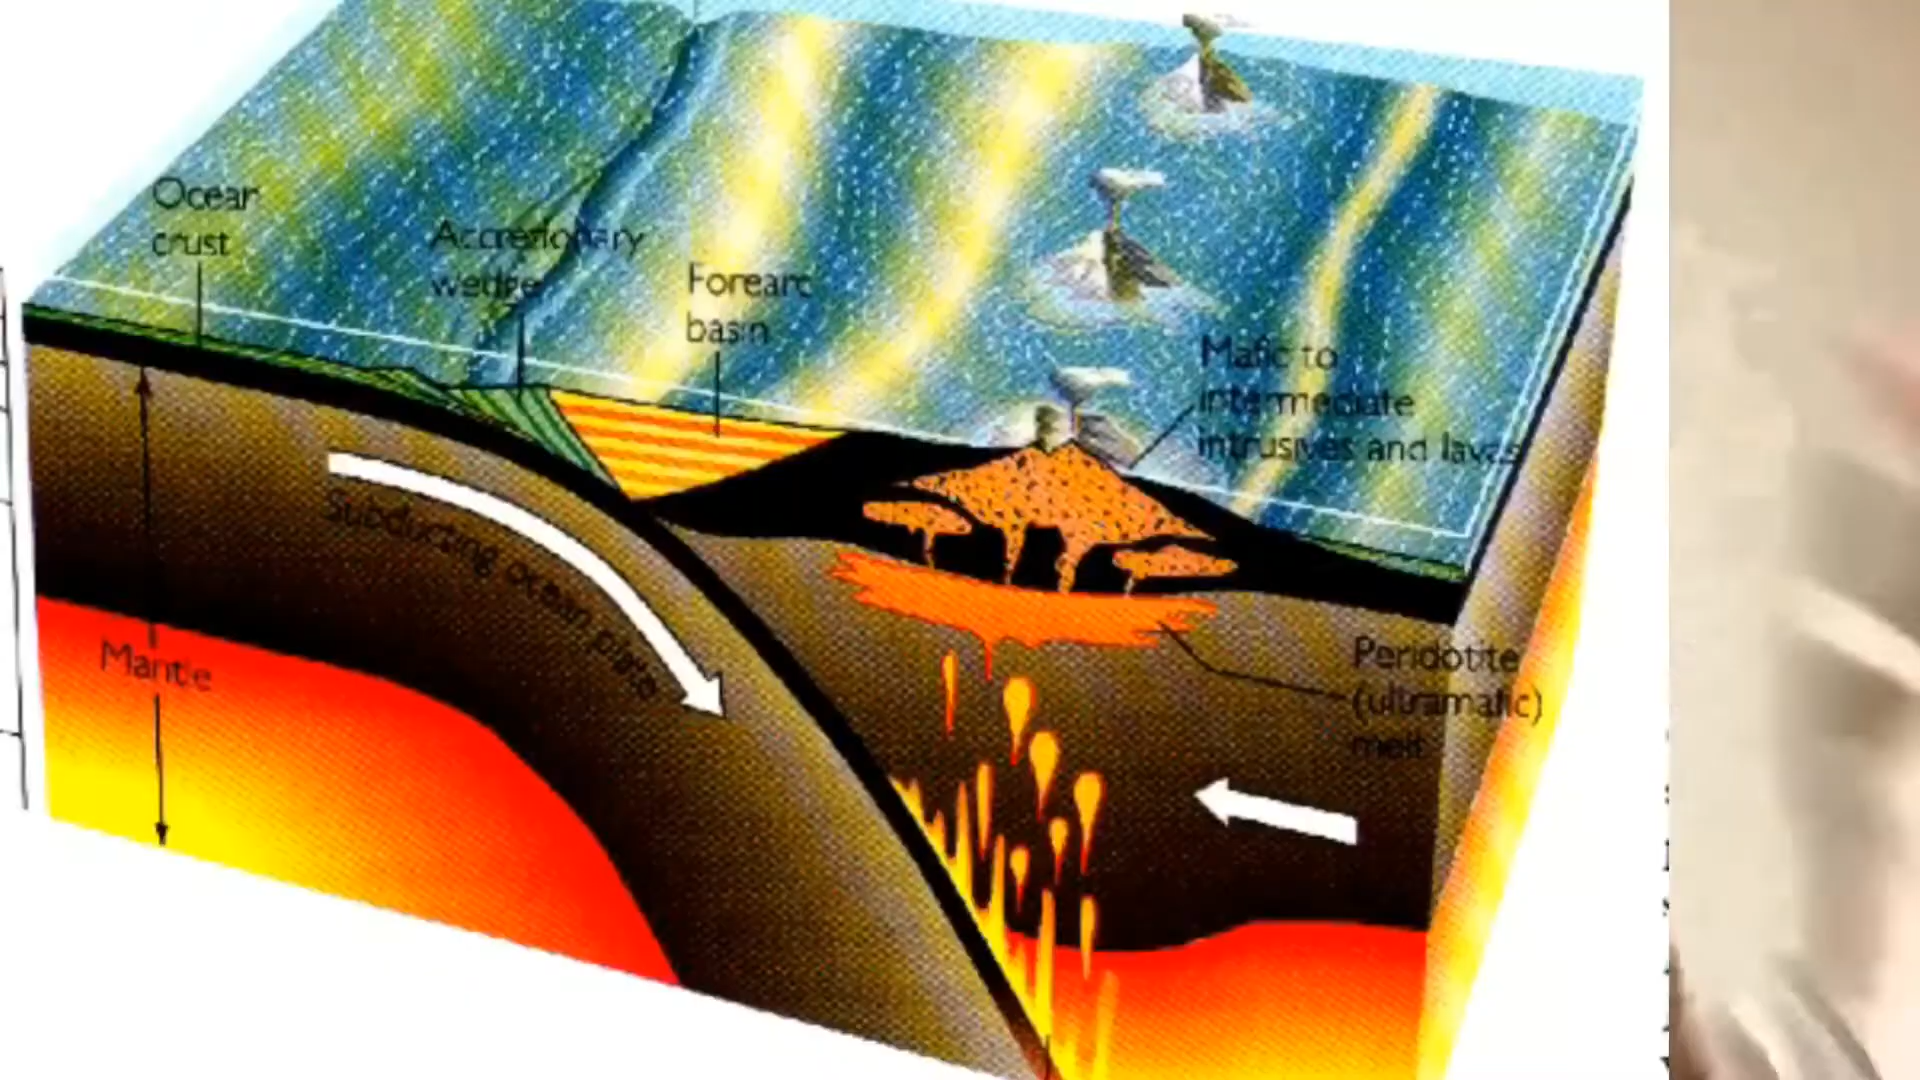 Ocean
crust
Accretionary
wedge
Forearc
basin
Mafic to
intermediate
intrusives and lavas
Subducting ocean plate
Mantle
Peridotite
(ultramafic)
melt